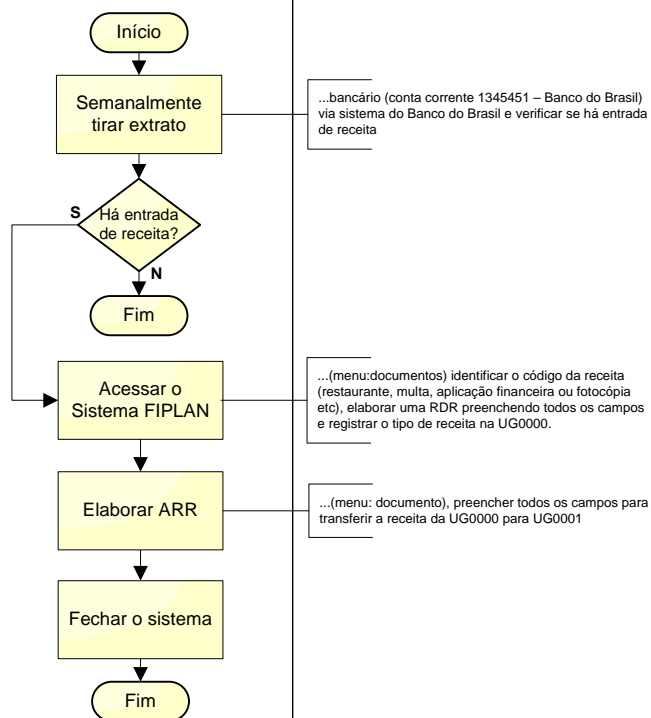 Início
Semanalmente
tirar extrato
...bancário (conta corrente 1345451 – Banco do Brasil)
via sistema do Banco do Brasil e verificar se há entrada
de receita
S
Há entrada
de receita?
N
Fim
Acessar o
Sistema FIPLAN
...(menu:documentos) identificar o código da receita
(restaurante, multa, aplicação financeira ou fotocópia
etc), elaborar uma RDR preenchendo todos os campos
e registrar o tipo de receita na UG0000.
Elaborar ARR
...(menu: documento), preencher todos os campos para
transferir a receita da UG0000 para UG0001
Fechar o sistema
Fim